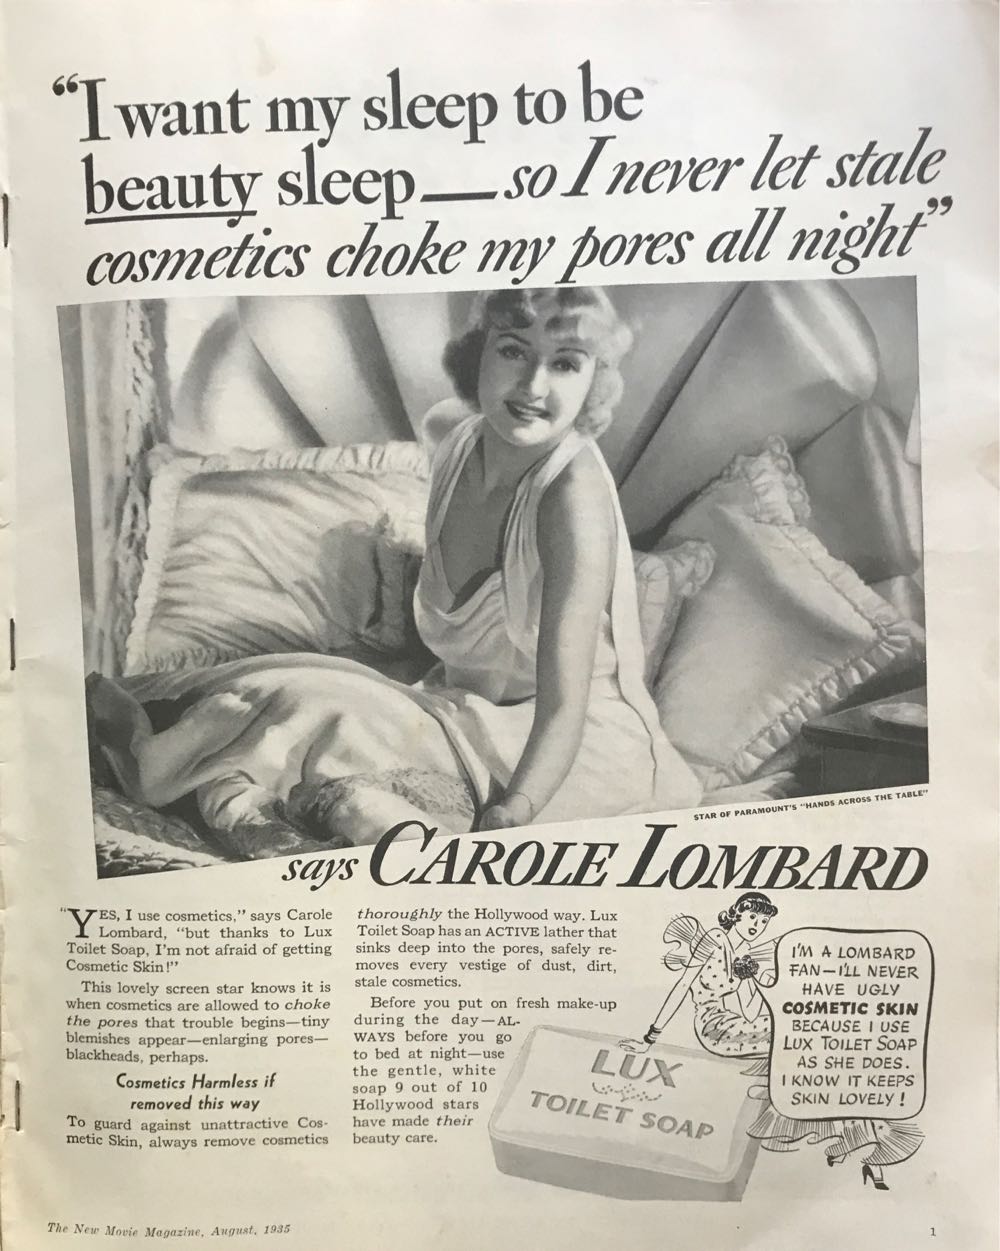 “I want my sleep to be
beauty sleep—so I never let stale
cosmetics choke my pores all night”
STAR OF PARAMOUNT'S "HANDS ACROSS THE TABLE"
says CAROLE LOMBARD
“YES, I use cosmetics,” says Carole
Lombard, “but thanks to Lux
Toilet Soap, I'm not afraid of getting
Cosmetic Skin!”
This lovely screen star knows it is
when cosmetics are allowed to choke
the pores that trouble begins—tiny
blemishes appear—enlarging pores—
blackheads, perhaps.
Cosmetics Harmless if
removed this way
To guard against unattractive Cos-
metic Skin, always remove cosmetics
thoroughly the Hollywood way. Lux
Toilet Soap has an ACTIVE lather that
sinks deep into the pores, safely re-
moves every vestige of dust, dirt,
stale cosmetics.
Before you put on fresh make-up
during the day—AL-
WAYS before you go
to bed at night—use
the gentle, white
soap 9 out of 10
Hollywood stars
have made their
beauty care.
LUX
TOILET SOAP
I'M A LOMBARD
FAN—I'LL NEVER
HAVE UGLY
COSMETIC SKIN
BECAUSE I USE
LUX TOILET SOAP
AS SHE DOES.
I KNOW IT KEEPS
SKIN LOVELY!
The New Movie Magazine, August, 1935
1